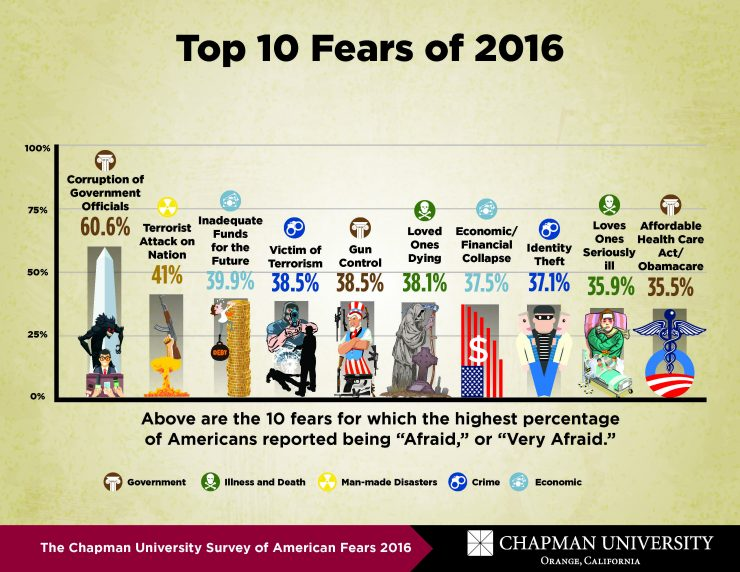 Top 10 Fears of 2016
100%
75%
50%
25%
0%
Corruption of
Government
Officials
60.6%
Terrorist
Attack on
Nation
41%
Inadequate
Funds
for the
Future
39.9%
DEBT
Victim of
Terrorism
38.5%
Gun
Control
38.5%
Loved
Ones
Dying
38.1%
Economic/
Financial
Collapse
37.5%
$
Identity
Theft
37.1%
Loves
Ones
Seriously
ill
35.9%
Affordable
Health Care
Act/
Obamacare
35.5%
Above are the 10 fears for which the highest percentage
of Americans reported being “Afraid,” or “Very Afraid.”
Government
Illness and Death
Man-made Disasters
Crime
Economic
The Chapman University Survey of American Fears 2016
CHAPMAN UNIVERSITY
ORANGE, CALIFORNIA